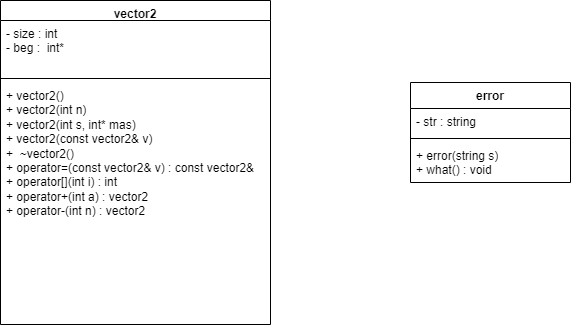 vector2
- size : int
- beg :  int*
+ vector2()
+ vector2(int n)
+ vector2(int s, int* mas)
+ vector2(const vector2& v)
+  ~vector2()
+ operator=(const vector2& v) : const vector2&
+ operator[](int i) : int
+ operator+(int a) : vector2
+ operator-(int n) : vector2
error
- str : string
+ error(string s)
+ what() : void